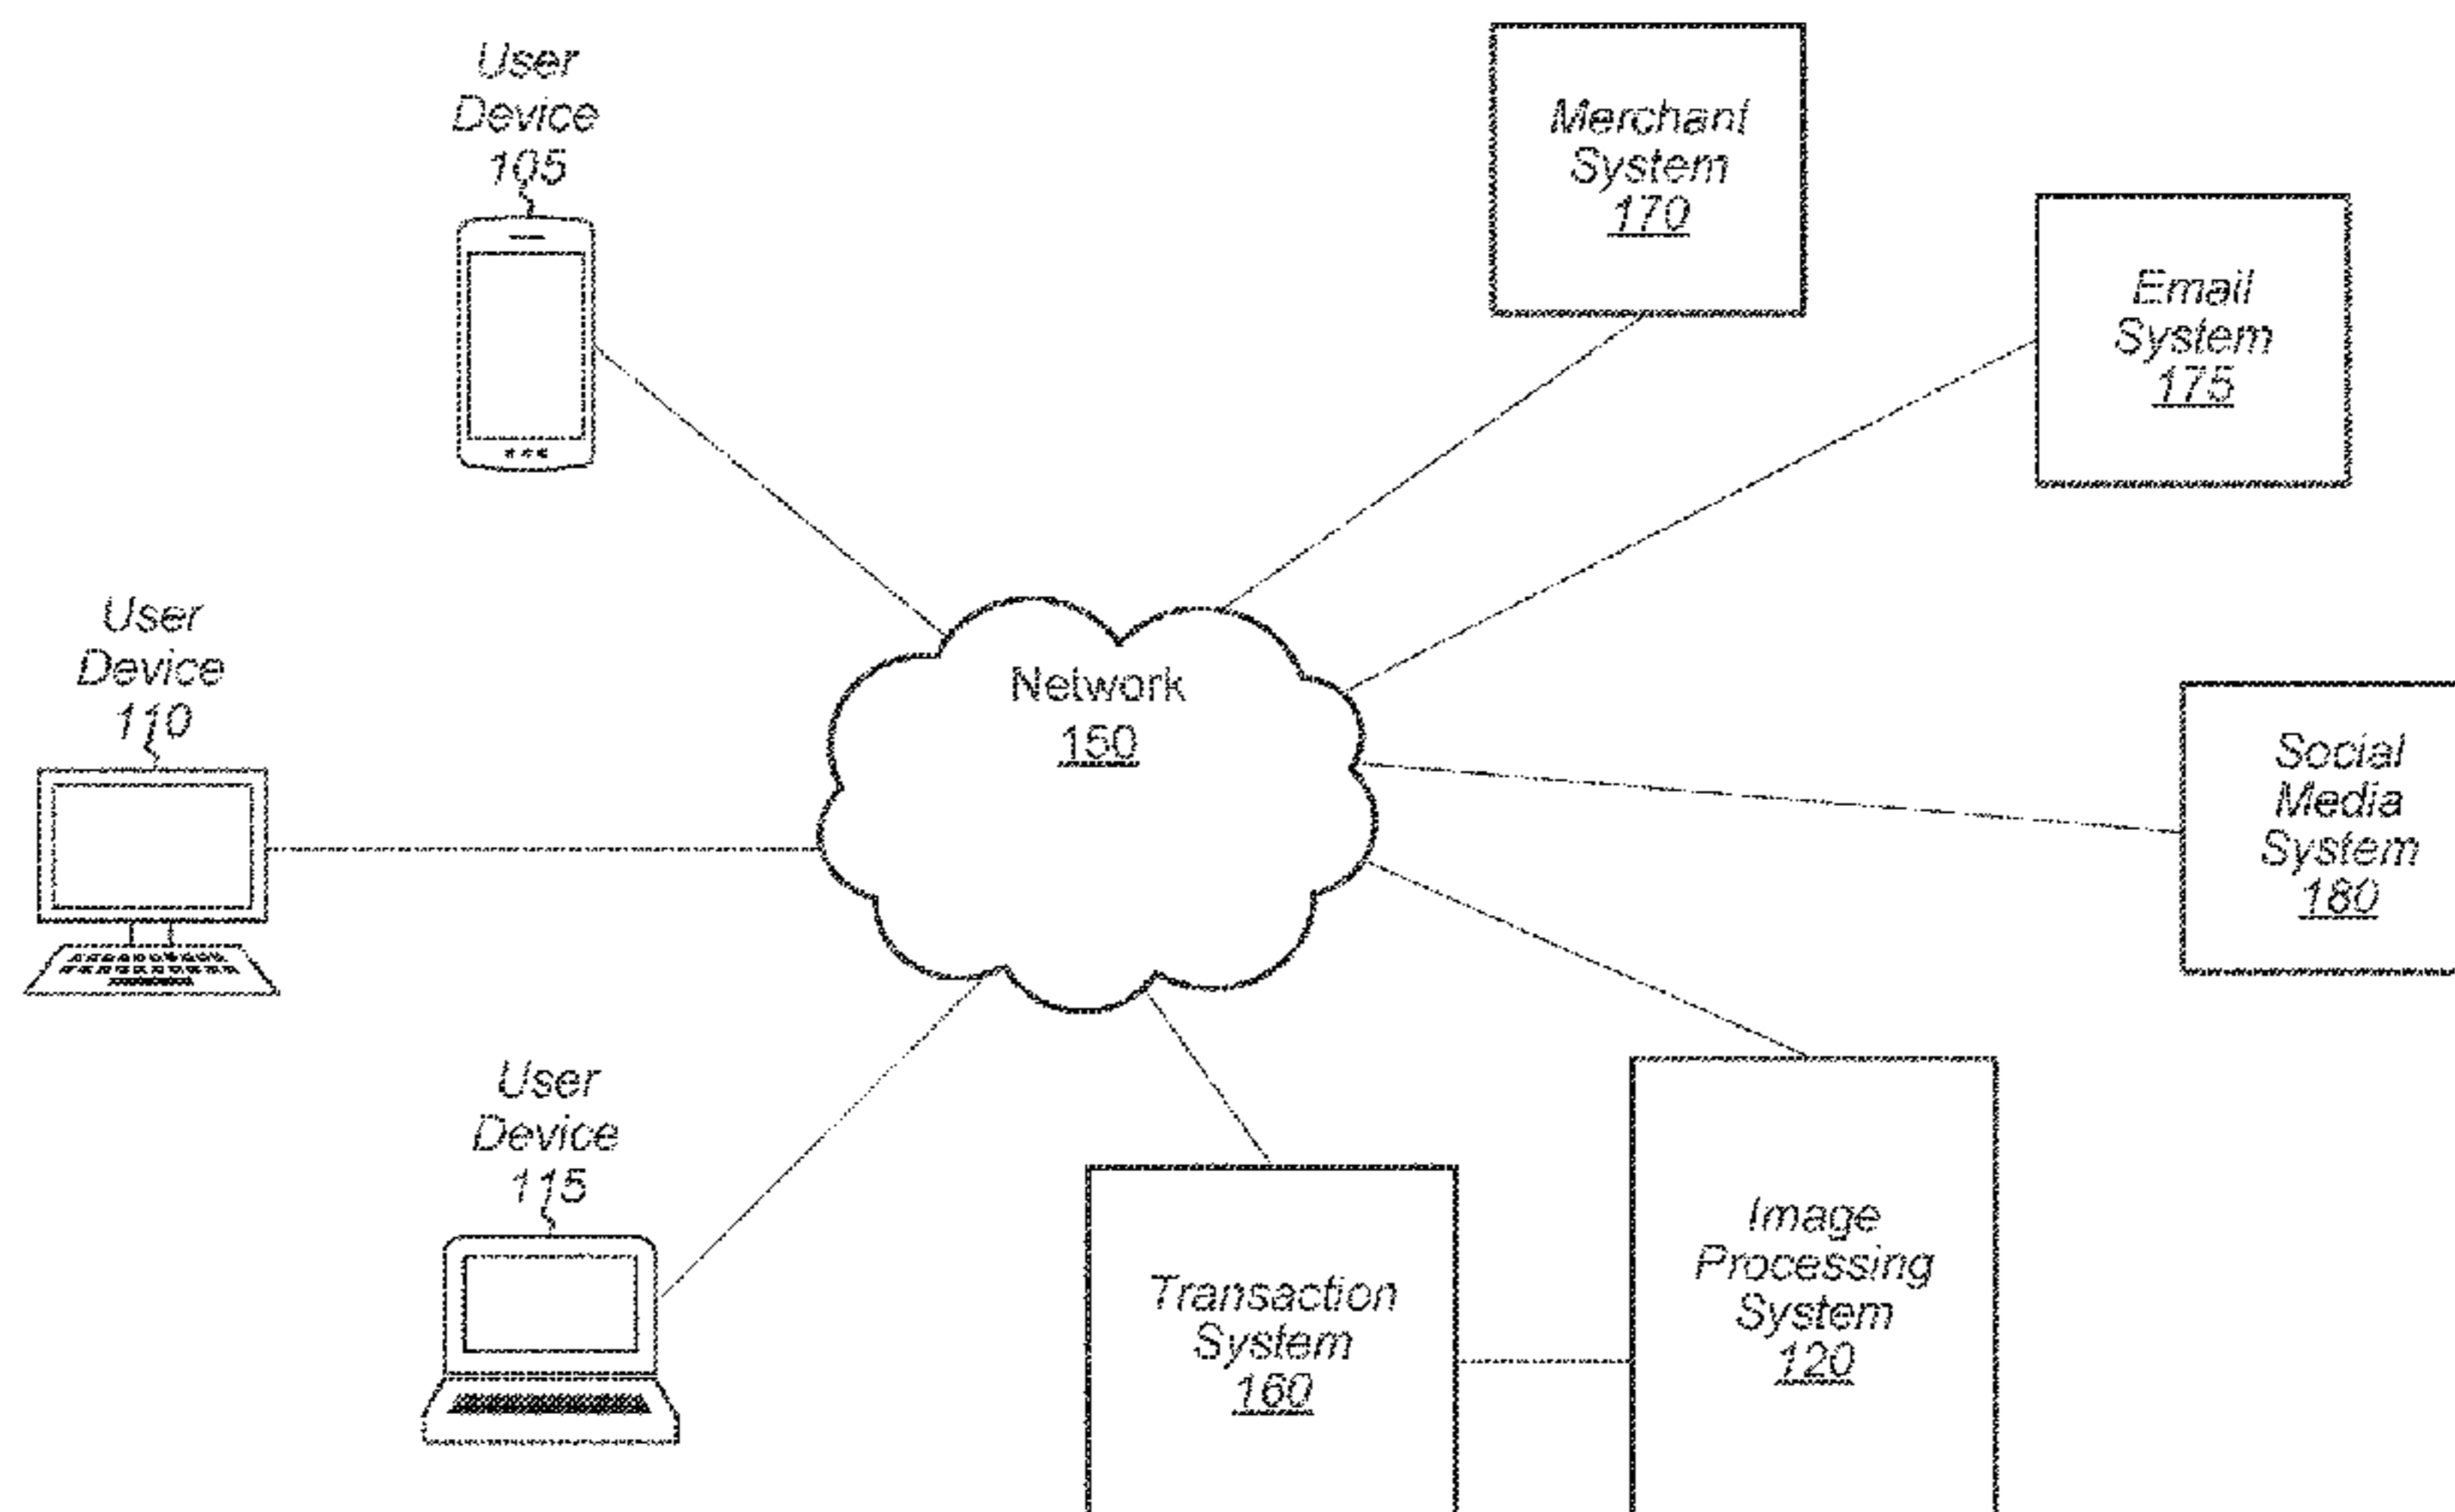 User
Device
105
Merchant
System
170
Email
System
175
User
Device
110
Network
150
Social
Media
System
180
User
Device
115
Transaction
System
160
Image
Processing
System
120